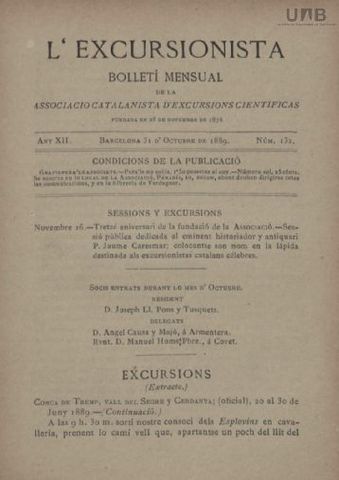 UAB
L'EXCURSIONISTA
BOLLETÍ MENSUAL
DE LA
ASSOCIACIO CATALANISTA D'EXCURSIONS CIENTIFICAS
FUNDADA EN 26 DE NOVEMBRE DE 1876
ANY XII. BARCELONA 31 D'OCTUBRE DE 1889. NÚM. 132.
CONDICIONS DE LA PUBLICACIÓ
SESSIONS Y EXCURSIONS
Novembre 26.—Tretzé aniversari de la fundació de la ASSOCIACIÓ.—Ses-
sió pública dedicada al eminent historiador y antiquari
P. Jaume Caresmar; colocantse son nom en la lápida
destinada als excursionistas catalans célebres.
SOCIS ENTRATS DURANT LO MES D'OCTUBRE.
RESIDENT
D. Joseph Ll. Pons y Tusquets.
DELEGATS
D. Angel Causa y Majó, á Armentera.
Rvnt. D. Manuel Homs Pbre., á Covet.
EXCURSIONS
(Extracte.)
CONCA DE TREMP, VALL DEL SEGRE Y CERDANYA; (oficial), 20 al 30 de
Juny 1889.—(Continuació.)
A las 9 h. 30 m. sortí nostre consoci dels Esplovins en cava-
llería, prenent lo camí vell que, apartantse un poch del llit del